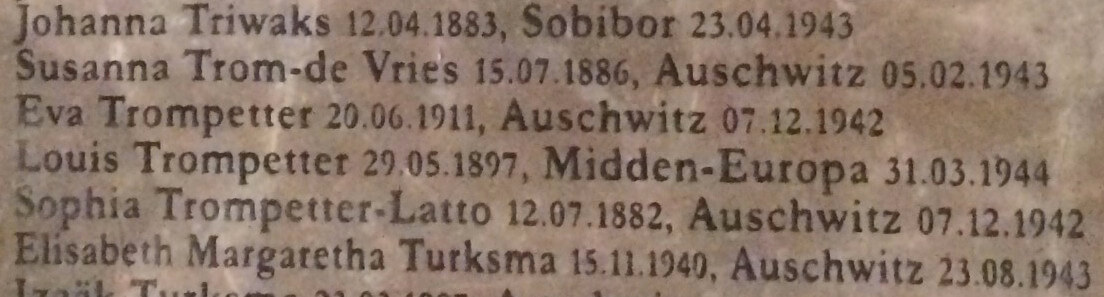 Johanna Triwaks 12.04.1883, Sobibor 23.04.1943
Susanna Trom-de Vries 15.07.1886, Auschwitz 05.02.1943
Eva Trompetter 20.06.1911, Auschwitz 07.12.1942
Louis Trompetter 29.05.1897, Midden-Europa 31.03.1944
Sophia Trompetter-Latto 12.07.1882, Auschwitz 07.12.1942
Elisabeth Margaretha Turksma 15.11.1940, Auschwitz 23.08.1943
Izaäk Turksma